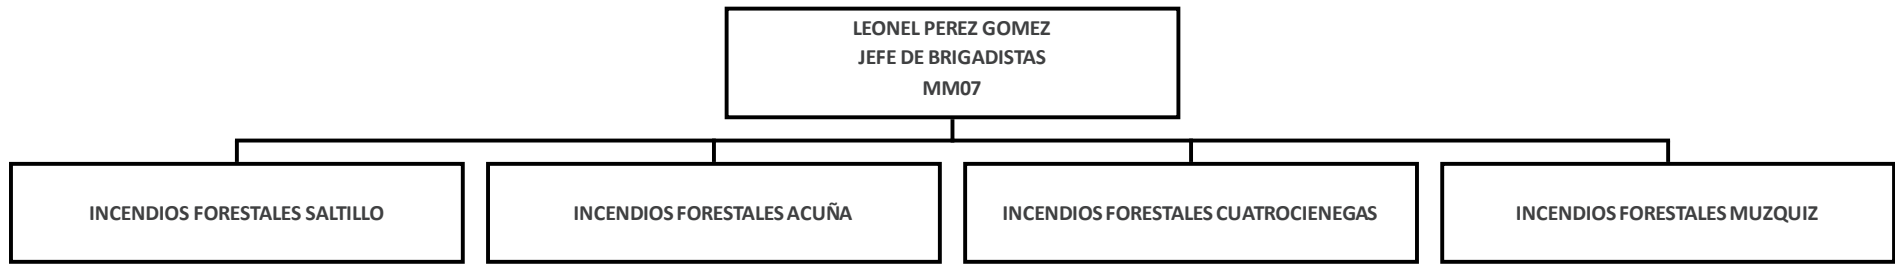 LEONEL PEREZ GOMEZ
JEFE DE BRIGADISTAS
MM07
INCENDIOS FORESTALES SALTILLO
INCENDIOS FORESTALES ACUÑA
INCENDIOS FORESTALES CUATROCIENEGAS
INCENDIOS FORESTALES MUZQUIZ